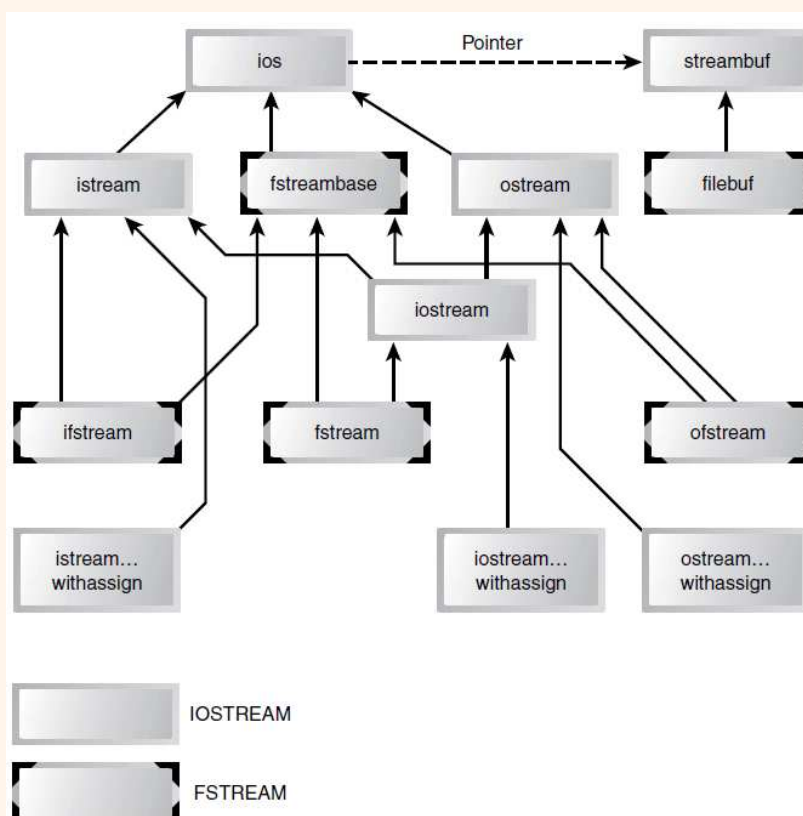 Pointer
ios
streambuf
istream
fstreambase
ostream
filebuf
iostream
ifstream
fstream
ofstream
istream...
withassign
iostream...
withassign
ostream...
withassign
IOSTREAM
FSTREAM